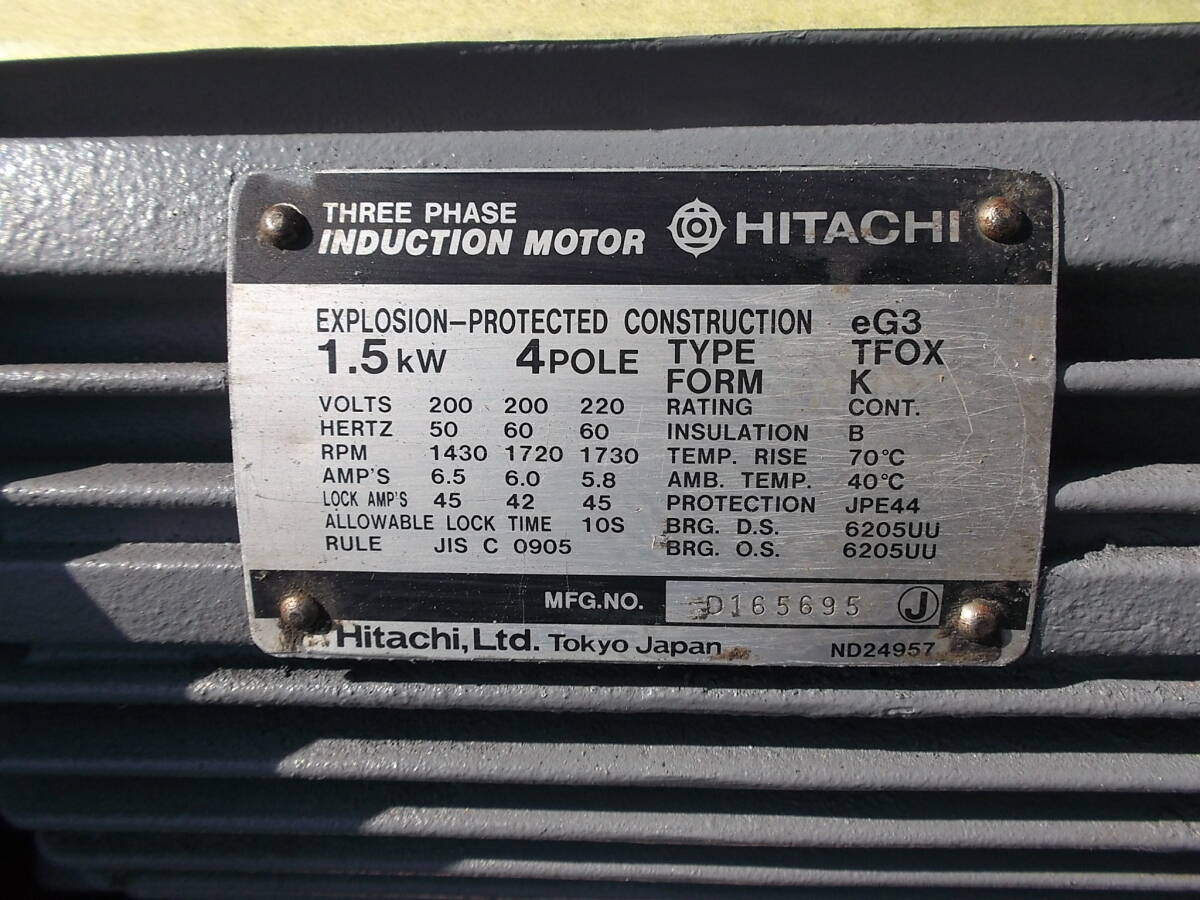 THREE PHASE
INDUCTION MOTOR HITACHI
EXPLOSION-PROTECTED CONSTRUCTION eG3
1.5 kW 4 POLE TYPE TFOX
FORM K
VOLTS 200 200 220 RATING CONT.
HERTZ 50 60 60 INSULATION B
RPM 1430 1720 1730 TEMP. RISE 70°C
AMP'S 6.5 6.0 5.8 AMB. TEMP. 40°C
LOCK AMP'S 45 42 45 PROTECTION JPE44
ALLOWABLE LOCK TIME 10S BRG. D.S. 6205UU
RULE JIS C 0905 BRG. O.S. 6205UU
MFG.NO. D165695 J
Hitachi, Ltd. Tokyo Japan ND24957